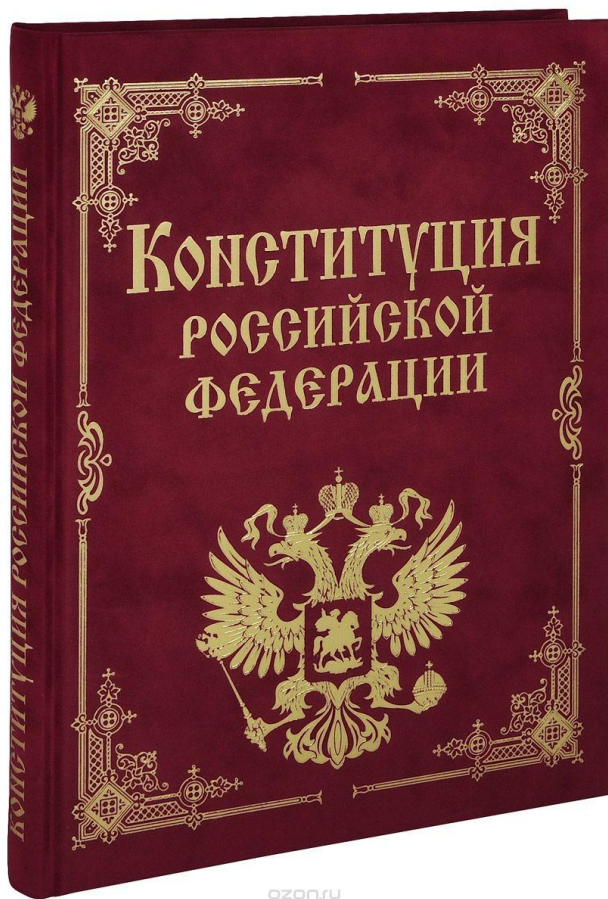 Конституция
российской
федерации
КОНСТИТУЦИЯ РОССИЙСКОЙ ФЕДЕРАЦИИ
ozon.ru